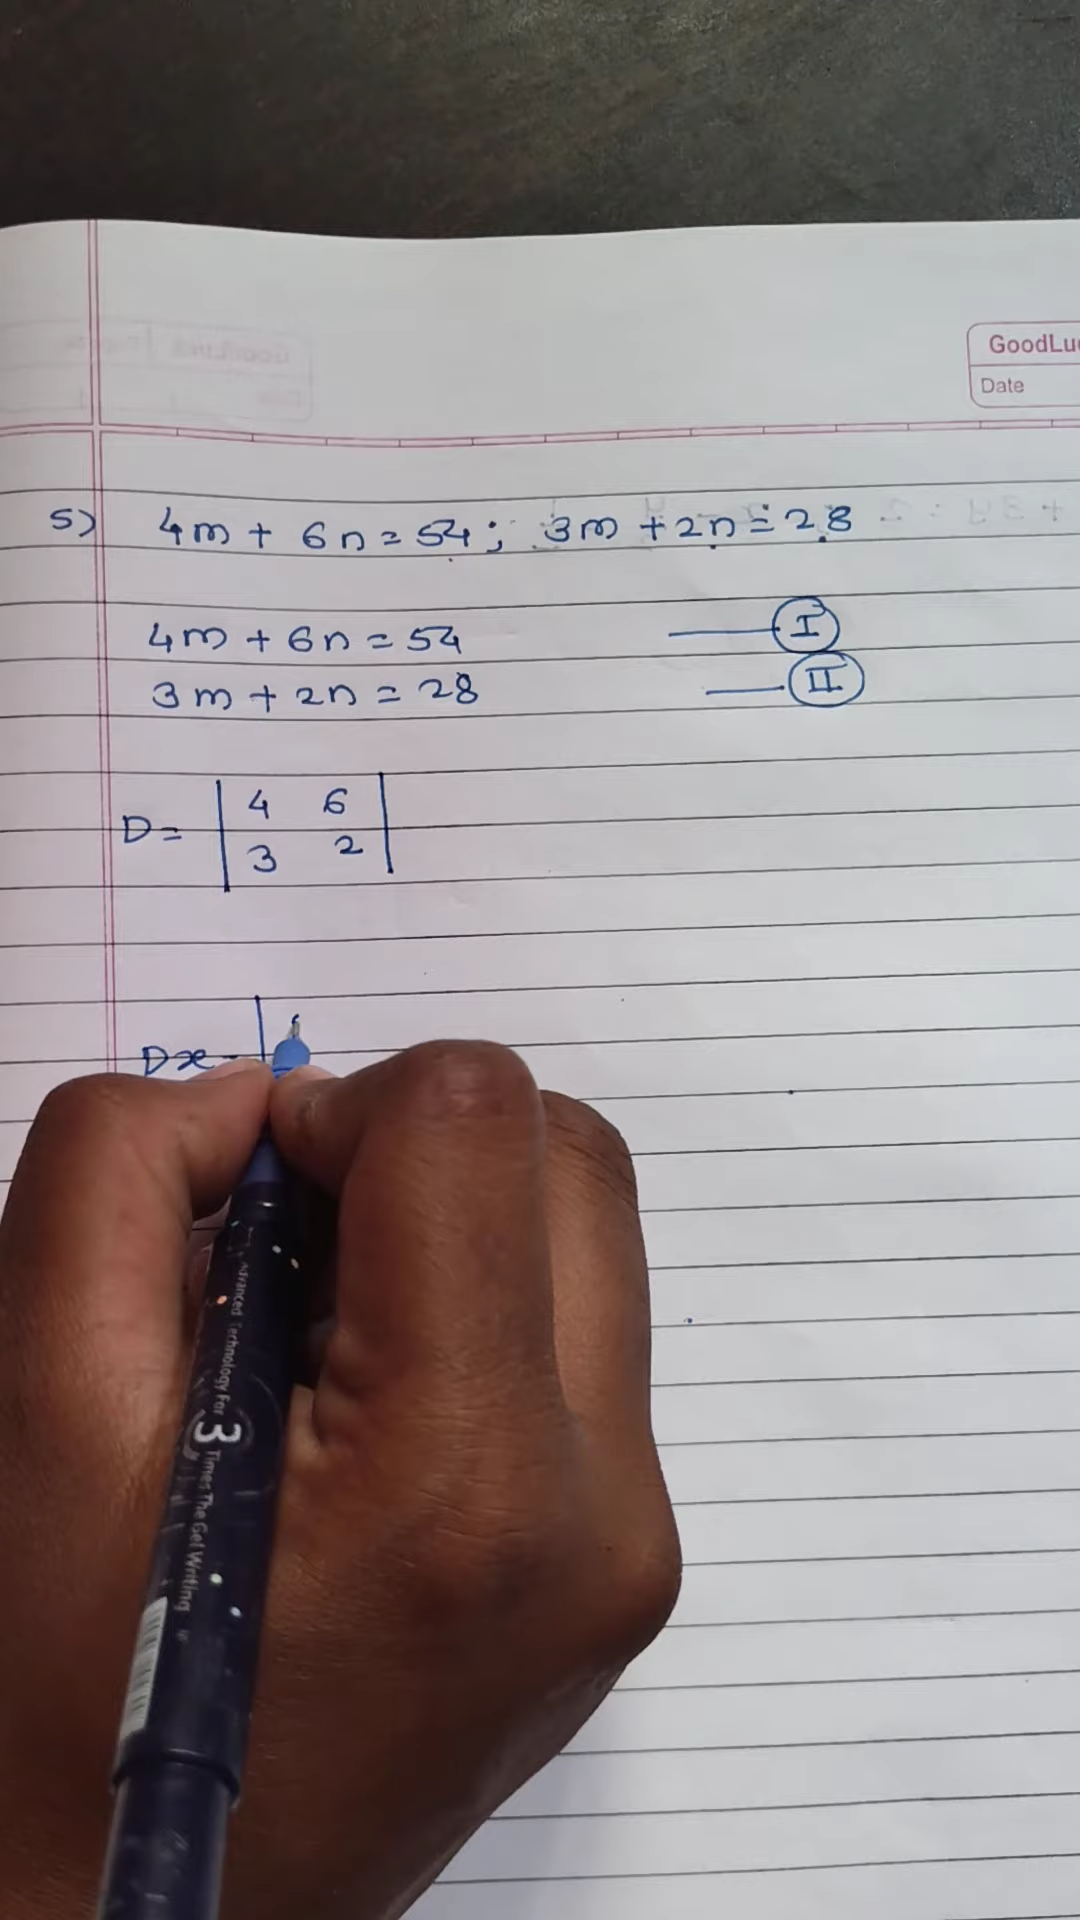 GoodLu
Date
5) 4m + 6n = 54 ; 3m + 2n = 28
4m + 6n = 54 —— I
3m + 2n = 28 —— II
D = | 4 6 |
| 3 2 |
Dx
Advanced Technology For 3 Times The Gel Writing